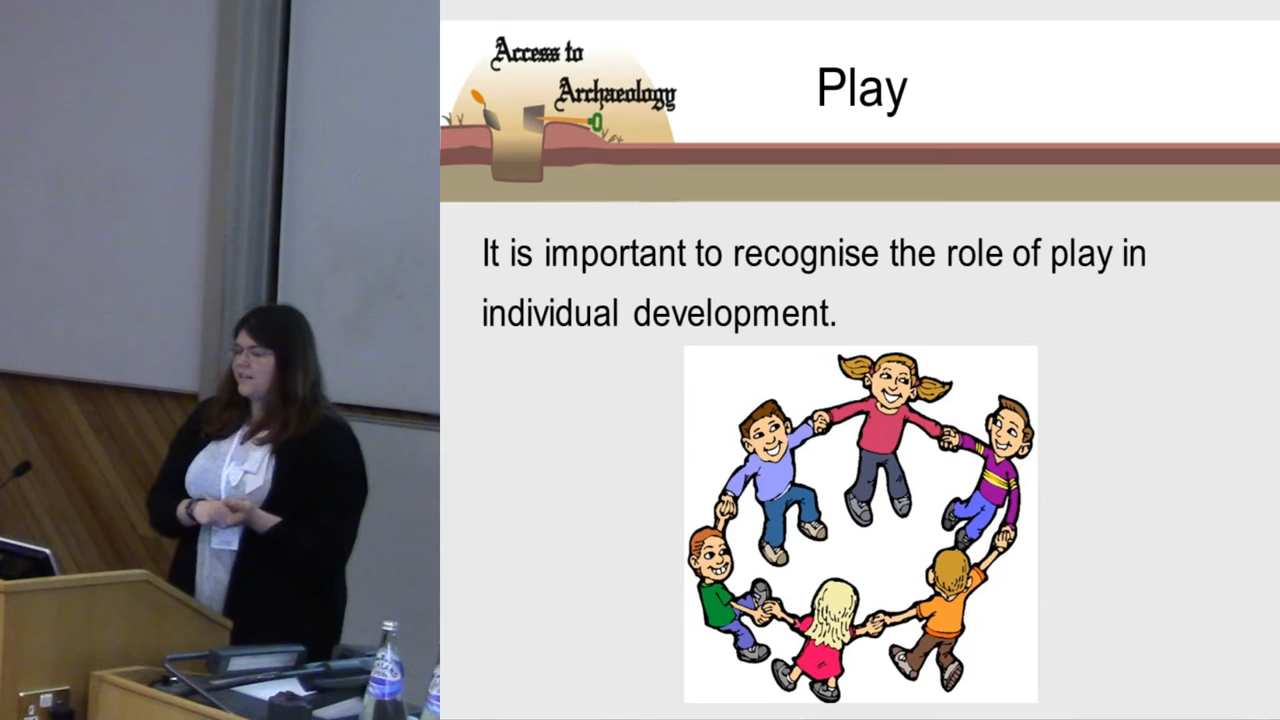 Access to
Archaeology
Play
It is important to recognise the role of play in
individual development.